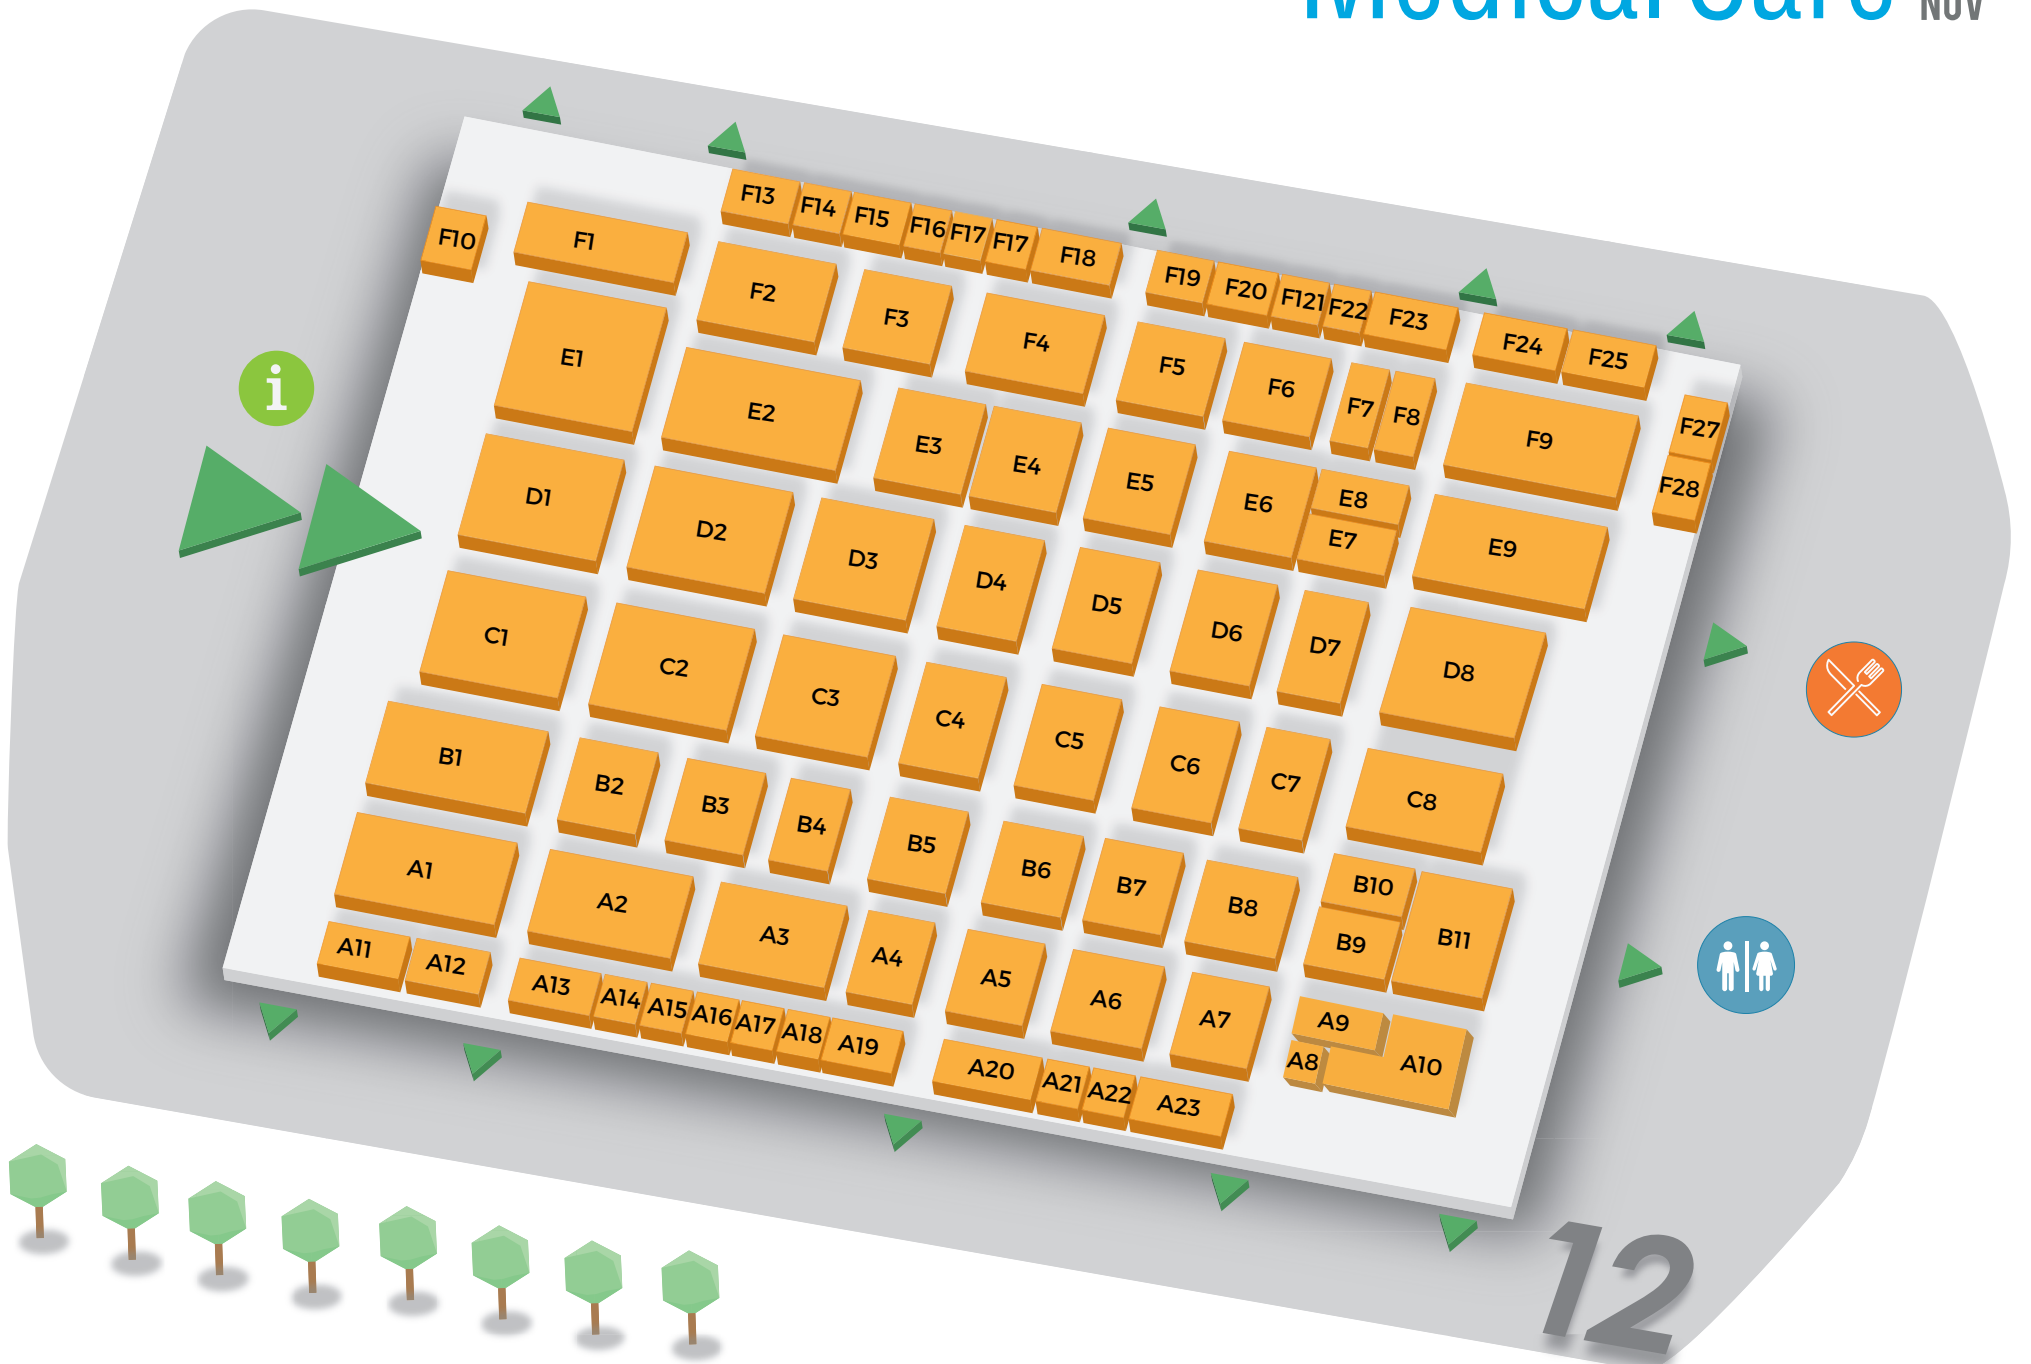 Medical Care NOV
F10 F1 F13 F14 F15 F16 F17 F17 F18 F19 F20 F121 F22 F23 F24 F25
F2 F3 F4 F5 F6 F7 F8 F9 F27
F28
E1 E2 E3 E4 E5 E6 E8 E9
E7
D1 D2 D3 D4 D5 D6 D7 D8
C1 C2 C3 C4 C5 C6 C7 C8
B1 B2 B3 B4 B5 B6 B7 B8 B10 B11
B9
A1 A2 A3 A4 A5 A6 A7 A9 A10
A8
A11 A12 A13 A14 A15 A16 A17 A18 A19 A20 A21 A22 A23
i
12